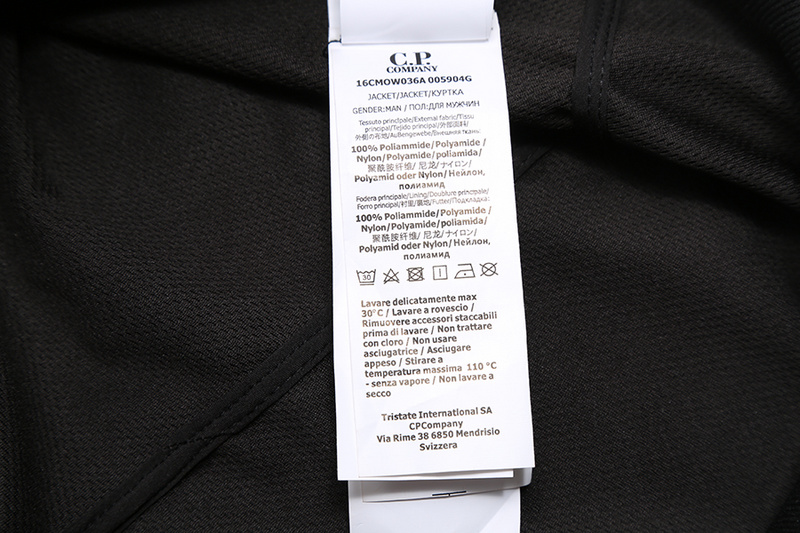 C.P.
COMPANY
16CMOW036A 005904G
JACKET/JACKET/КУРТКА
GENDER:MAN / ПОЛ:ДЛЯ МУЖЧИН
Tessuto principale/External fabric/Tissu
principal/Tejido principal/外部面料/
外側の布地/Außengewebe/Внешняя ткань:
100% Poliammide/Polyamide /
Nylon/Polyamide/poliamida/
聚酰胺纤维/ 尼龙/ナイロン/
Polyamid oder Nylon/Нейлон,
полиамид
Fodera principale/Lining/Doublure principale/
Forro principal/衬里/裏地/Futter/Подкладка:
100% Poliammide/Polyamide /
Nylon/Polyamide/poliamida/
聚酰胺纤维/ 尼龙/ナイロン/
Polyamid oder Nylon/Нейлон,
полиамид
30
Lavare delicatamente max
30°C / Lavare a rovescio /
Rimuovere accessori staccabili
prima di lavare / Non trattare
con cloro / Non usare
asciugatrice / Asciugare
appeso / Stirare a
temperatura massima 110 °C
- senza vapore / Non lavare a
secco
Tristate International SA
CPCompany
Via Rime 38 6850 Mendrisio
Svizzera